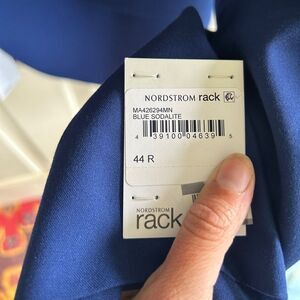 NORDSTROM rack
MA426294MN
BLUE SODALITE
4 39100 04639 5
44 R
NORDSTROM
rack